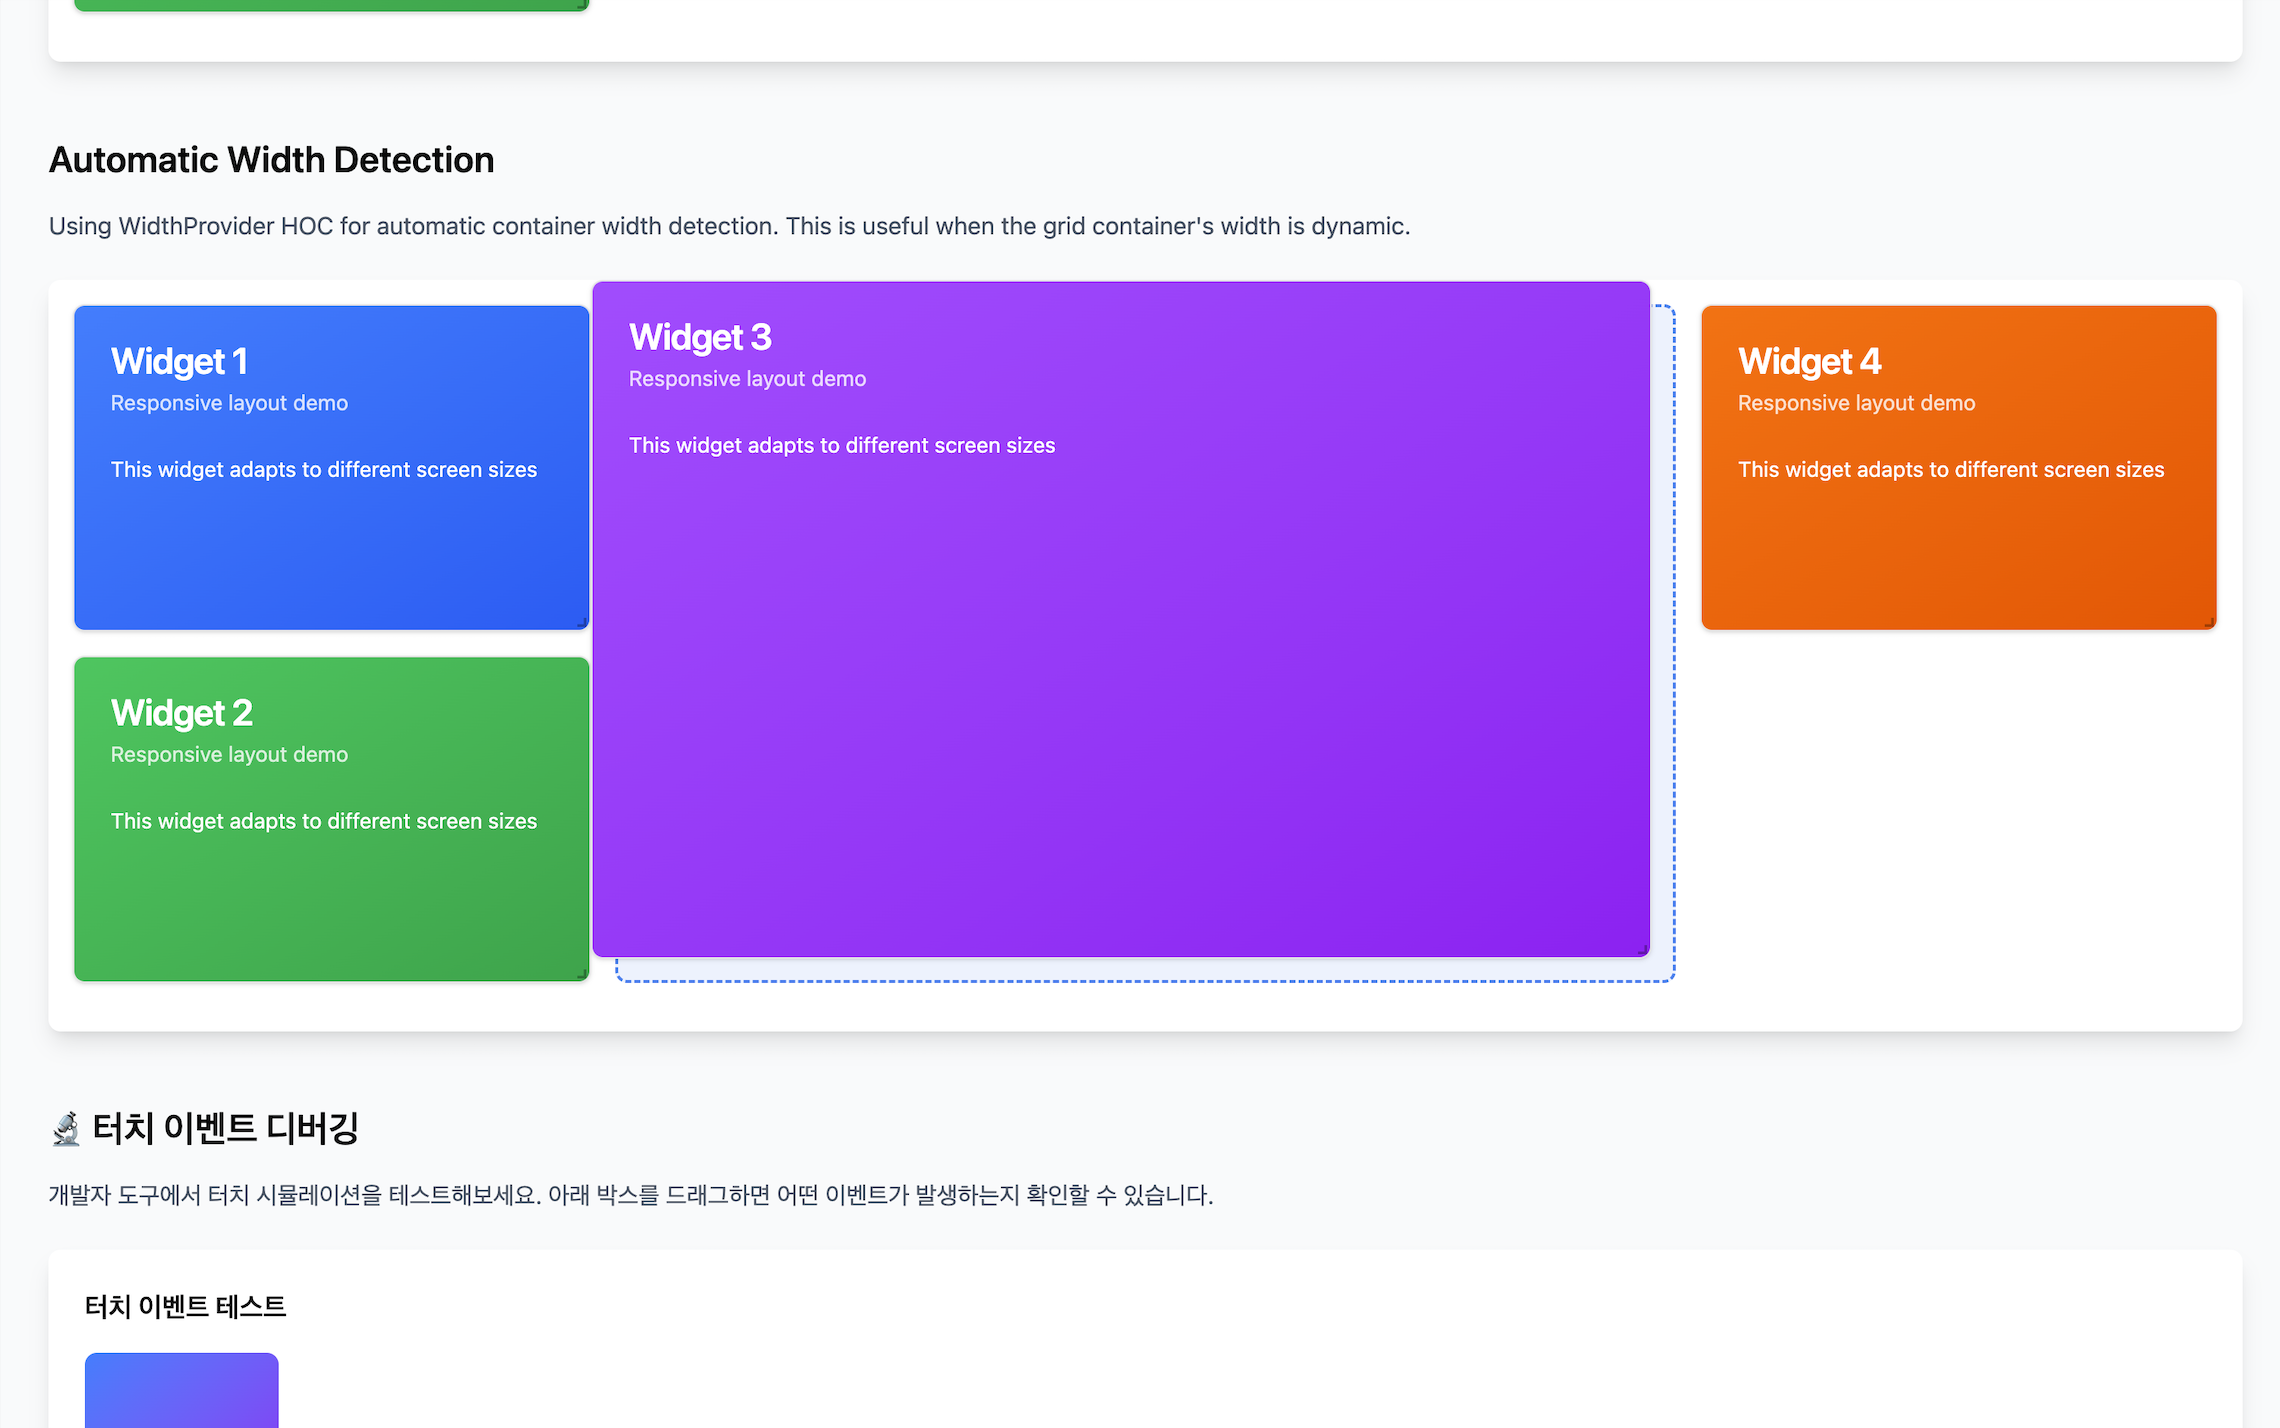 Automatic Width Detection
Using WidthProvider HOC for automatic container width detection. This is useful when the grid container's width is dynamic.
Widget 1
Responsive layout demo
This widget adapts to different screen sizes
Widget 3
Responsive layout demo
This widget adapts to different screen sizes
Widget 4
Responsive layout demo
This widget adapts to different screen sizes
Widget 2
Responsive layout demo
This widget adapts to different screen sizes
🔬 터치 이벤트 디버깅
개발자 도구에서 터치 시뮬레이션을 테스트해보세요. 아래 박스를 드래그하면 어떤 이벤트가 발생하는지 확인할 수 있습니다.
터치 이벤트 테스트